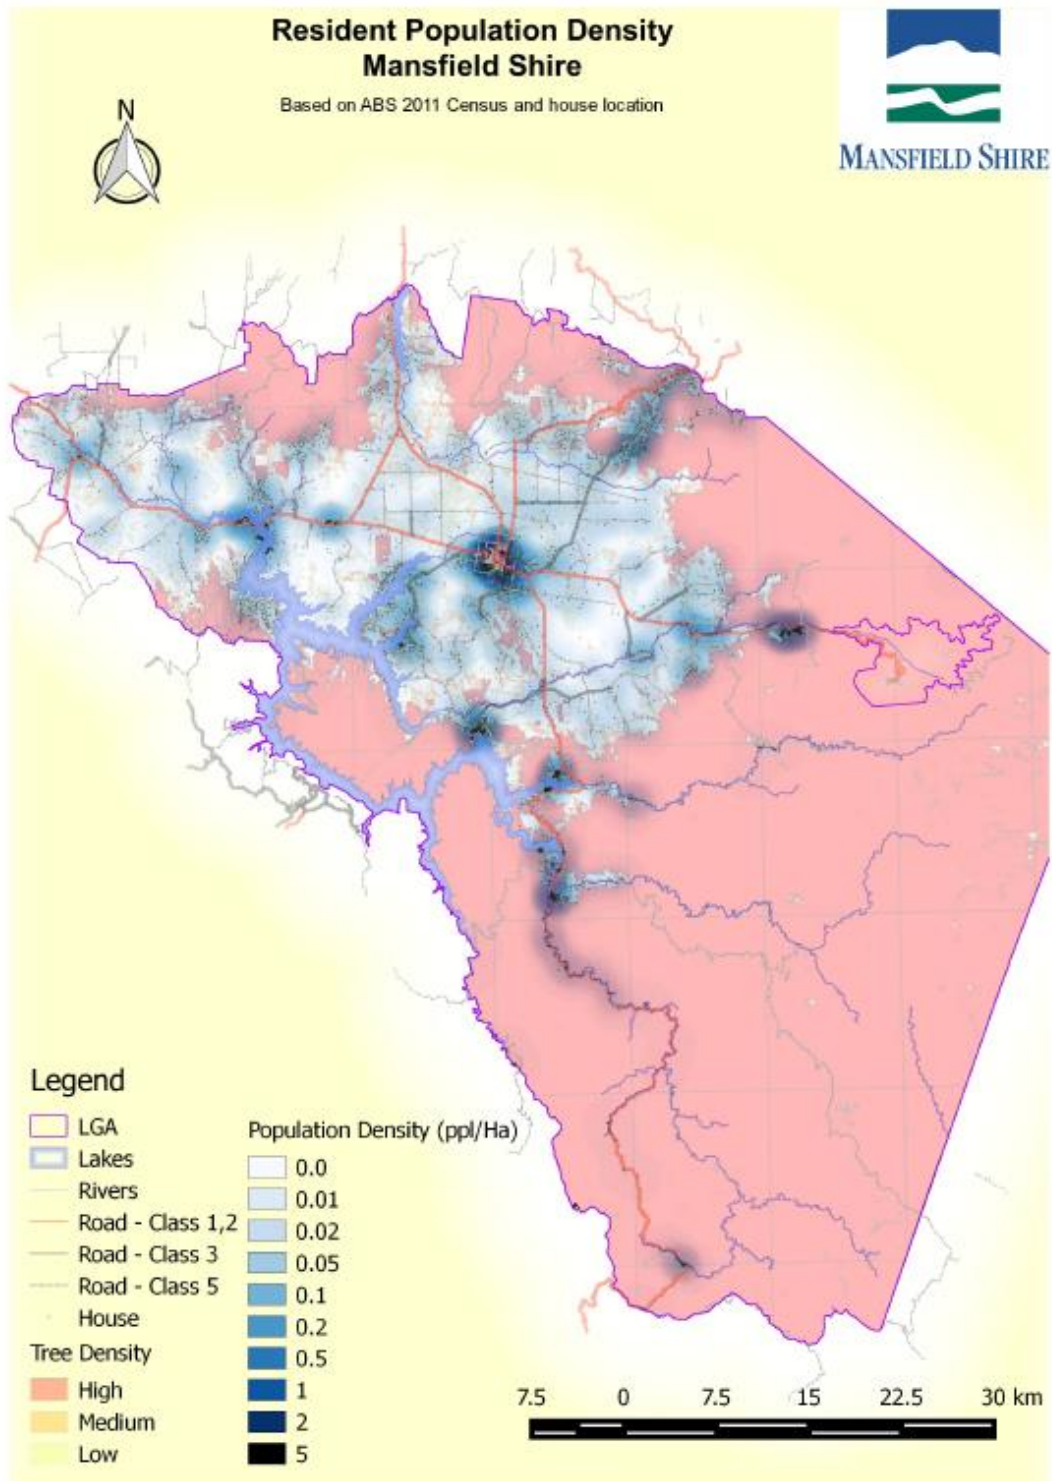 Resident Population Density
Mansfield Shire
Based on ABS 2011 Census and house location
MANSFIELD SHIRE
N
Legend
LGA
Lakes
Rivers
Road - Class 1,2
Road - Class 3
Road - Class 5
House
Tree Density
High
Medium
Low
Population Density (ppl/Ha)
0.0
0.01
0.02
0.05
0.1
0.2
0.5
1
2
5
7.5 0 7.5 15 22.5 30 km